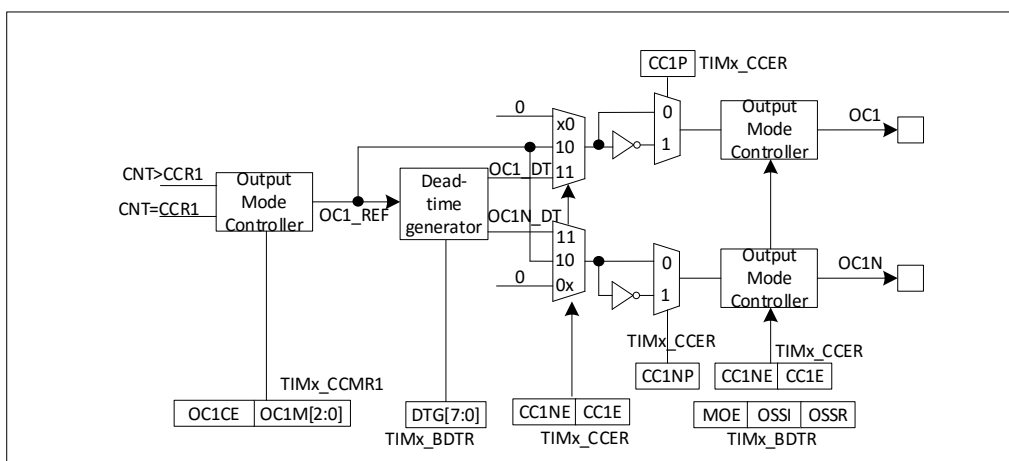 CC1P
TIMx_CCER
0
x0
10
11
0
1
Output
Mode
Controller
OC1
CNT>CCR1
CNT=CCR1
Output
Mode
Controller
OC1_REF
Dead-
time
generator
OC1_DT
OC1N_DT
11
10
0x
0
0
1
Output
Mode
Controller
OC1N
TIMx_CCER
CC1NP
TIMx_CCER
CC1NE
CC1E
TIMx_CCMR1
OC1CE
OC1M[2:0]
DTG[7:0]
TIMx_BDTR
CC1NE
CC1E
TIMx_CCER
MOE
OSSI
OSSR
TIMx_BDTR